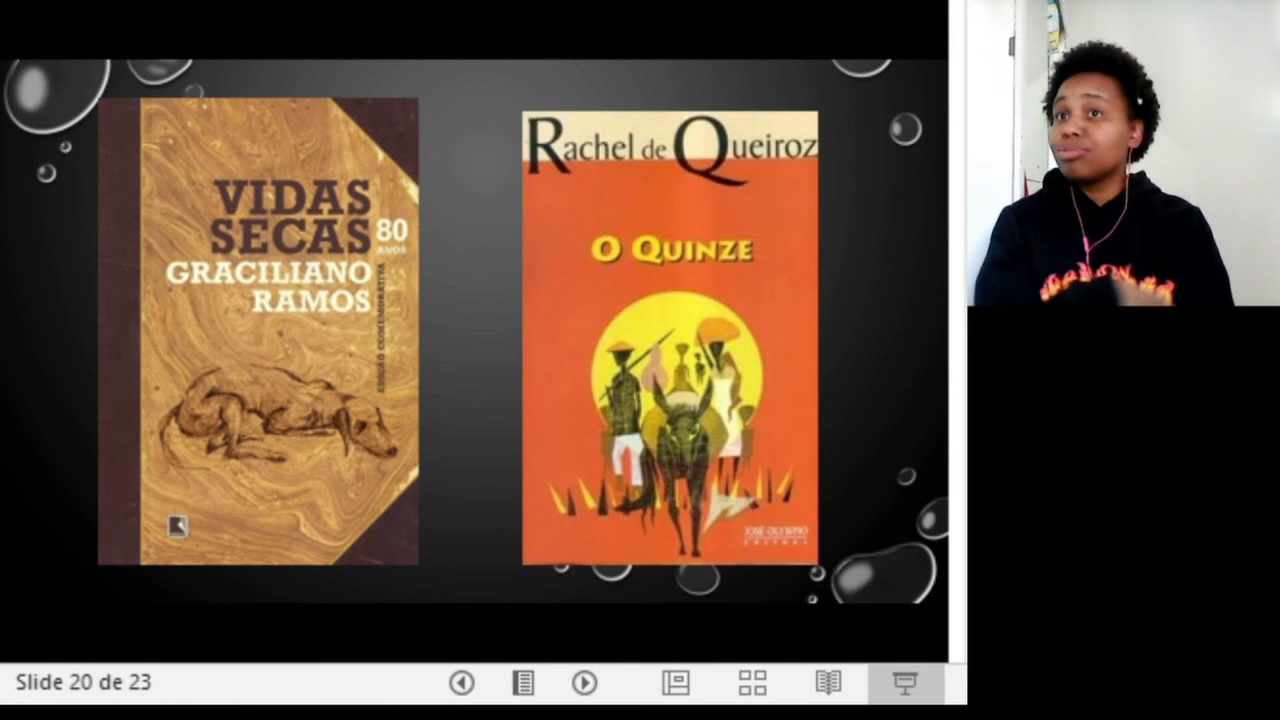 VIDAS
SECAS
80
ANOS
GRACILIANO
RAMOS
EDIÇÃO COMEMORATIVA
Rachel de Queiroz
O QUINZE
JOSÉ OLYMPIO
EDITORA
Slide 20 de 23